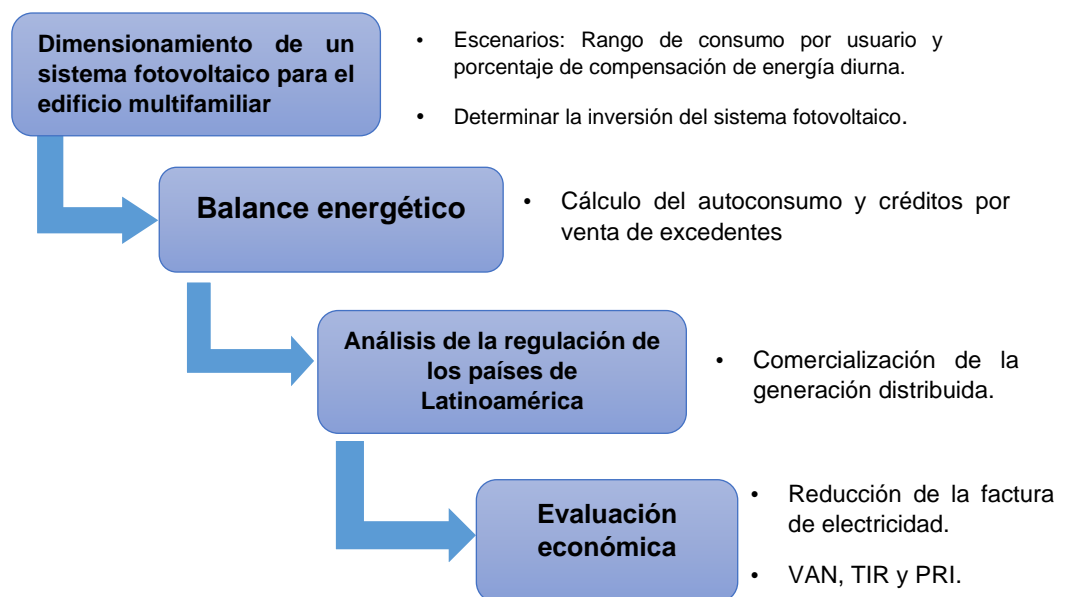 Dimensionamiento de un
sistema fotovoltaico para el
edificio multifamiliar
• Escenarios: Rango de consumo por usuario y
porcentaje de compensación de energía diurna.
• Determinar la inversión del sistema fotovoltaico.
Balance energético
• Cálculo del autoconsumo y créditos por
venta de excedentes
Análisis de la regulación de
los países de
Latinoamérica
• Comercialización de la
generación distribuida.
Evaluación
económica
• Reducción de la factura
de electricidad.
• VAN, TIR y PRI.